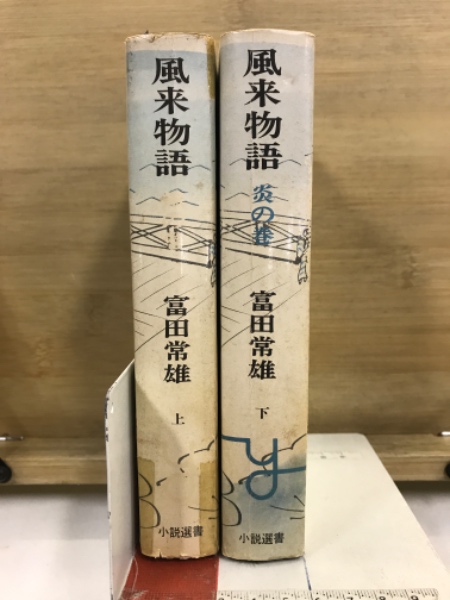 風来物語
富田常雄
上
小説選書
風来物語
炎の巻
富田常雄
下
小説選書